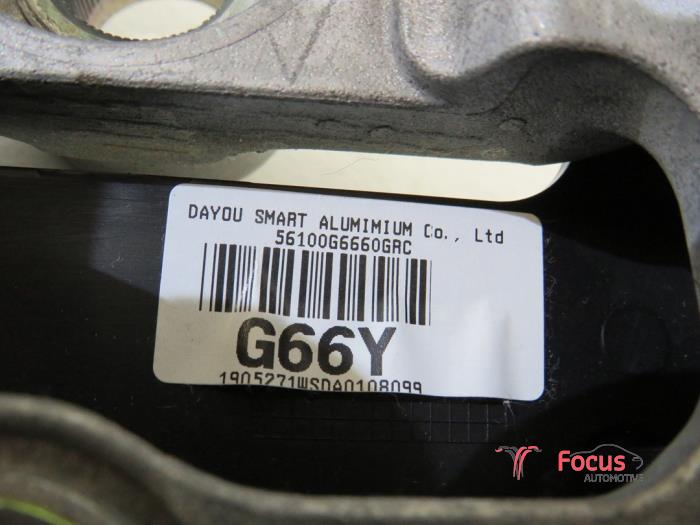 DAYOU SMART ALUMIMIUM Co., Ltd
56100G6660GRC
G66Y
1905271WSDA0108099
Focus
AUTOMOTIVE